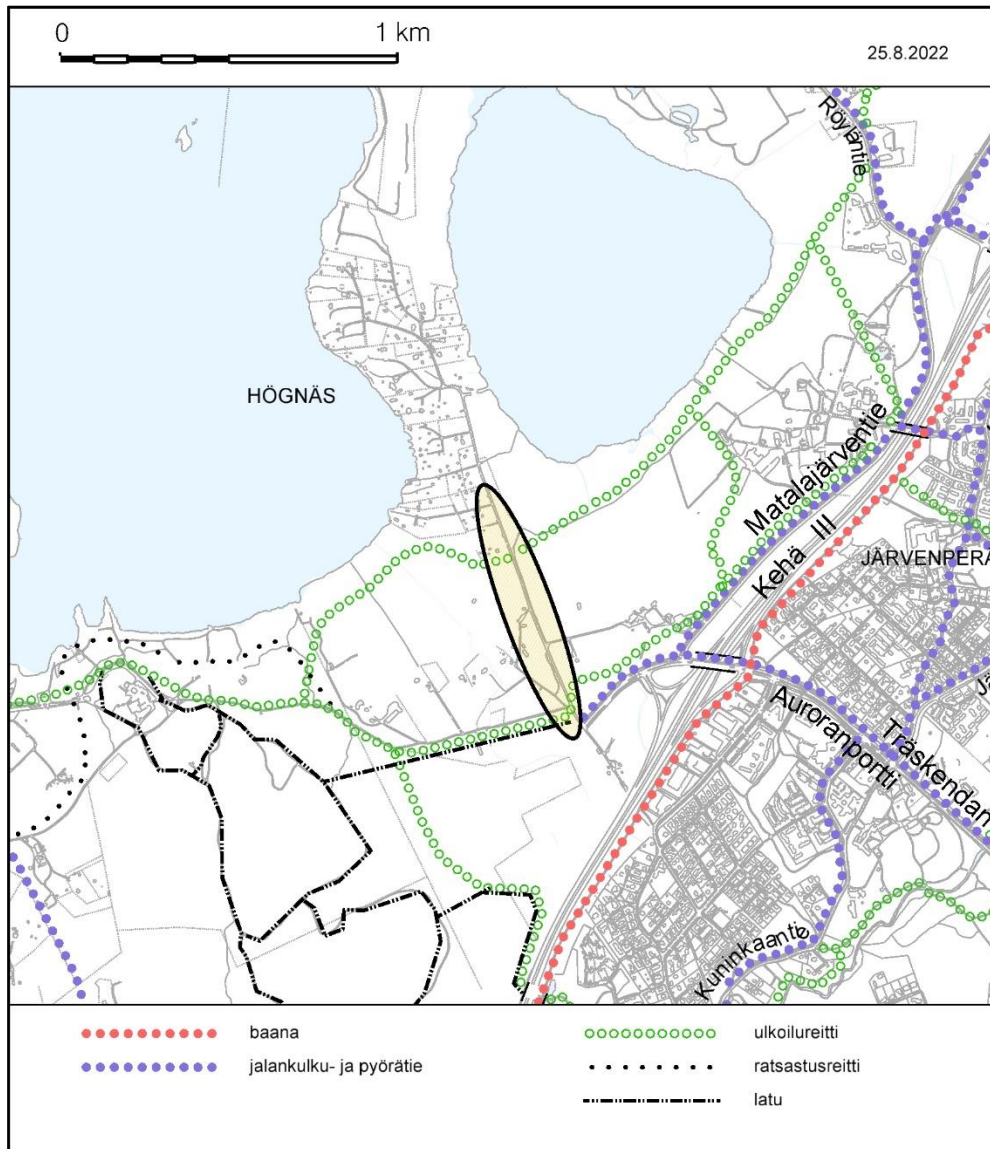 0 1 km
25.8.2022
Röyläntie
HÖGNÄS
Matalajärventie
Kehä III
JÄRVENPERÄ
Auroranportti
Träskendan
Jä
Kuninkaantie
baana
jalankulku- ja pyörätie
ulkoilureitti
ratsastusreitti
latu